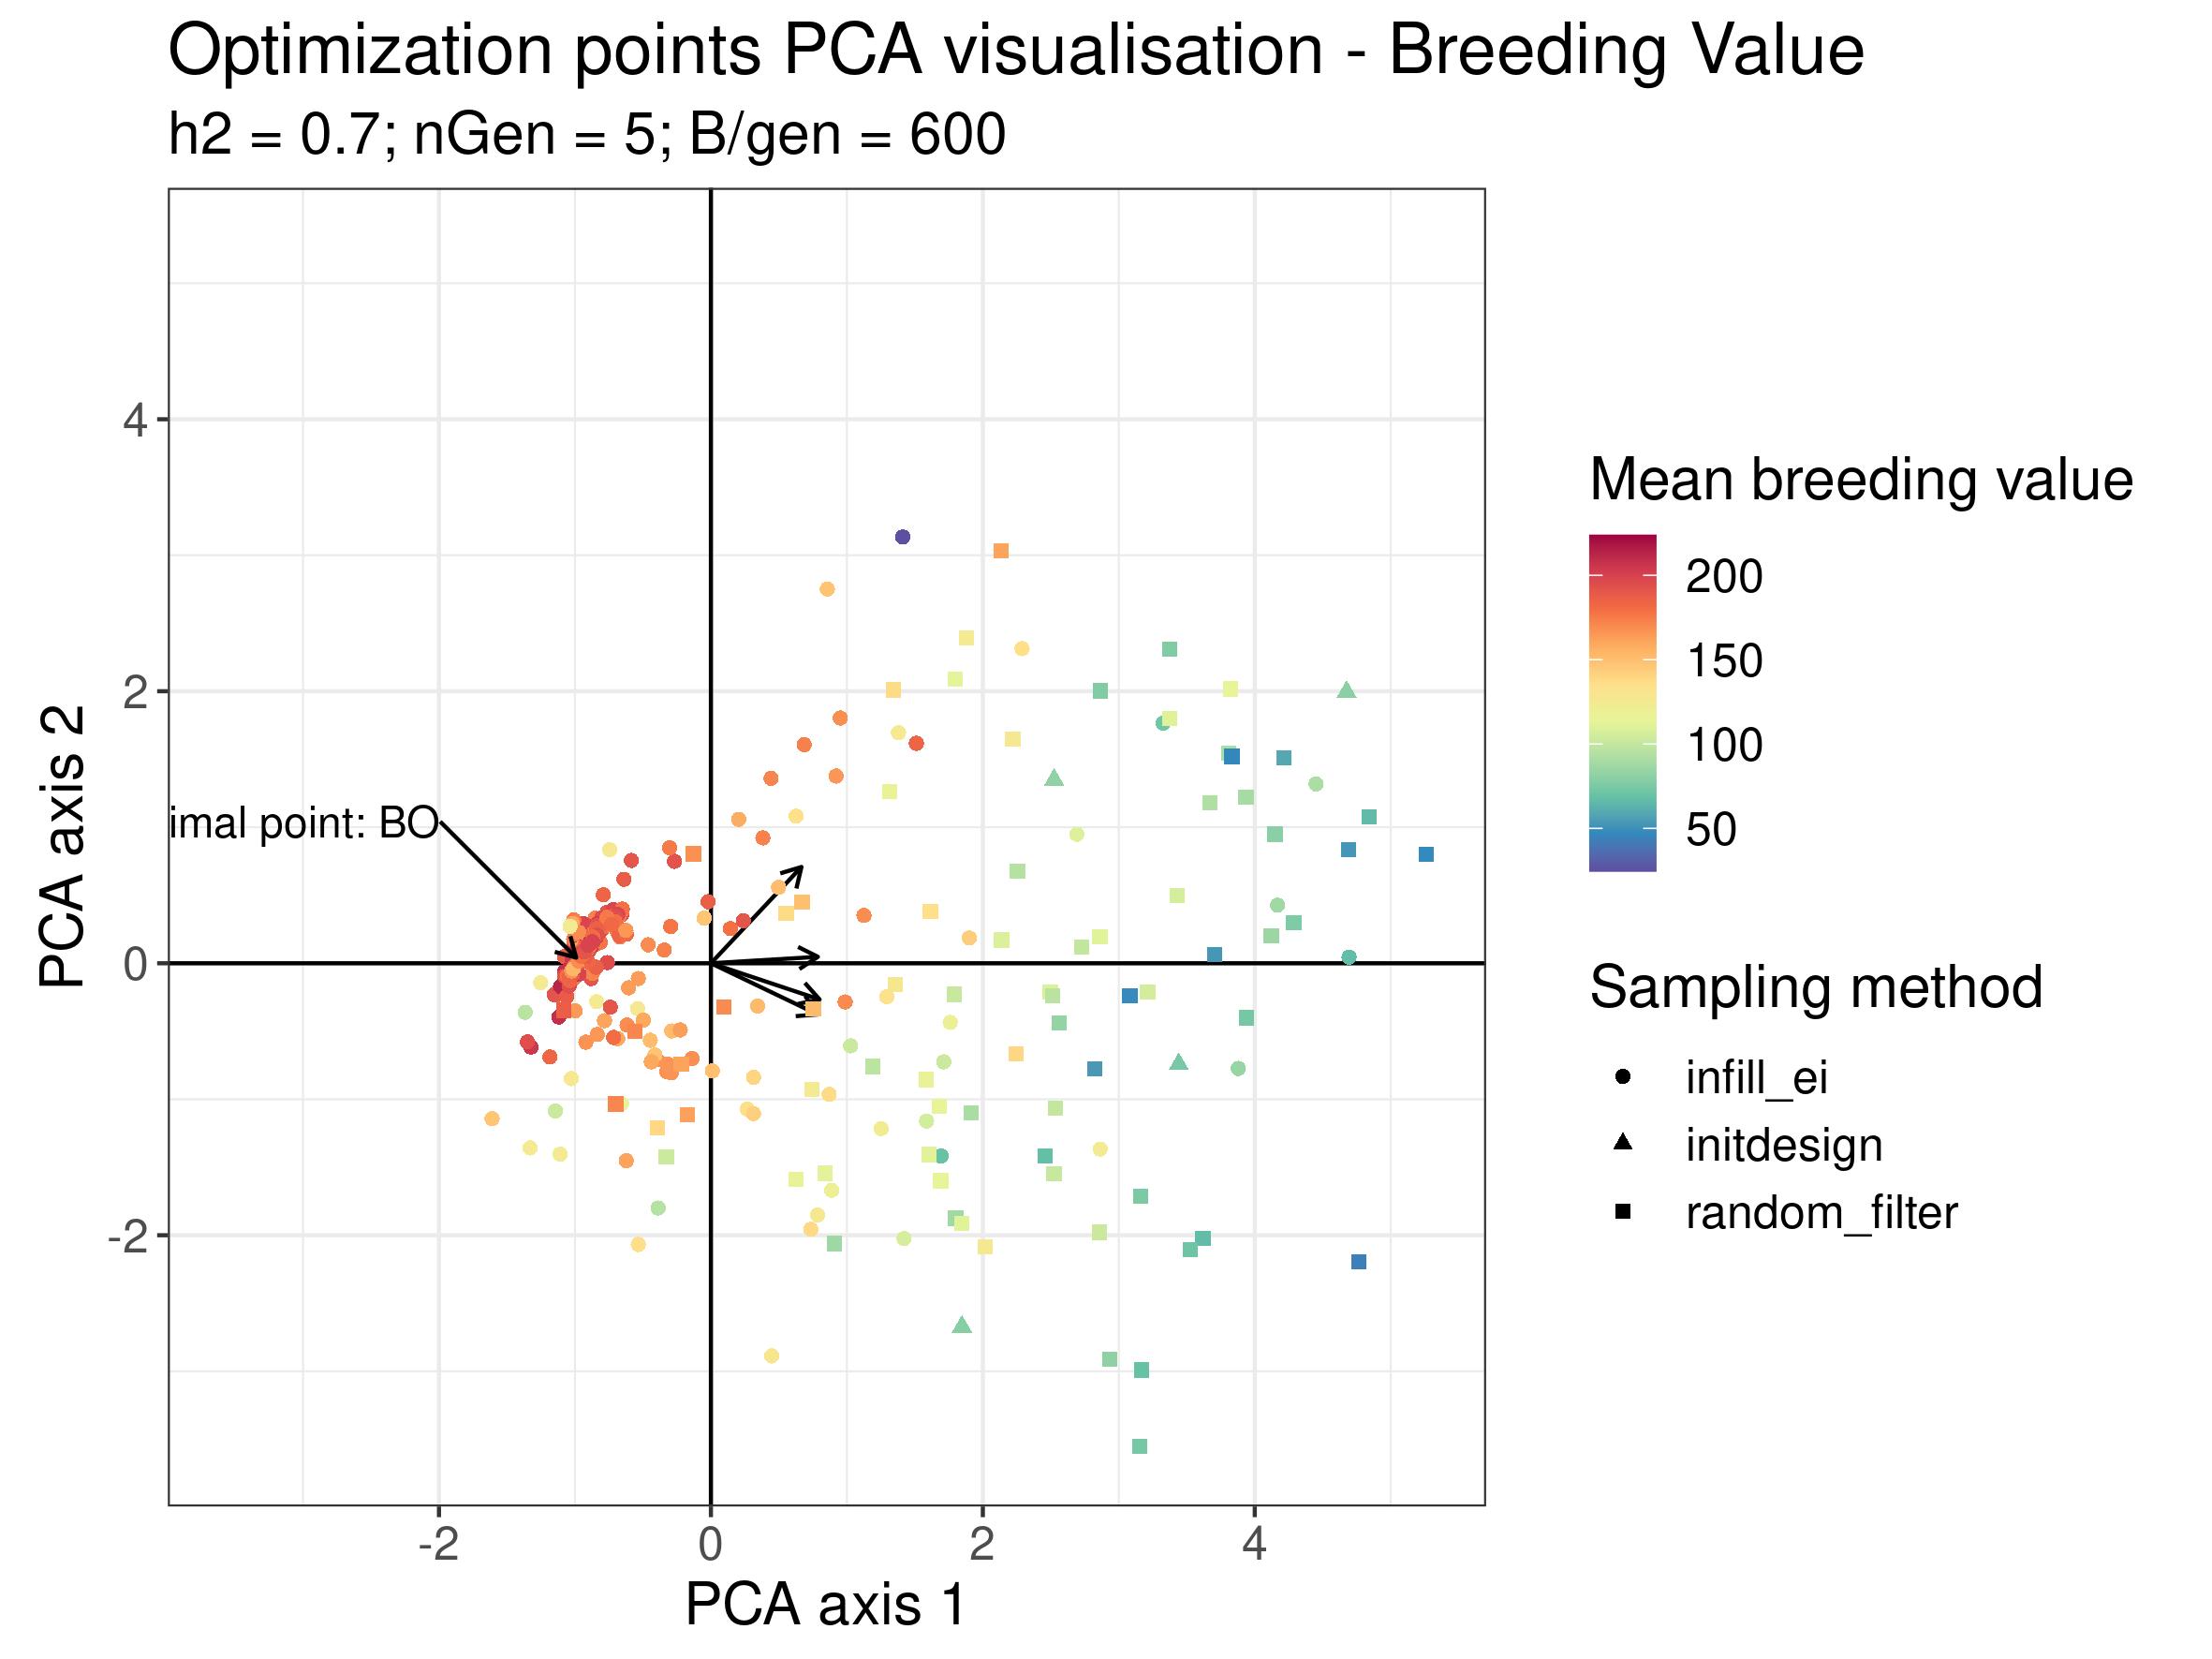 Optimization points PCA visualisation - Breeding Value
h2 = 0.7; nGen = 5; B/gen = 600
PCA axis 2
4
2
0
-2
imal point: BO
-2
0
2
4
PCA axis 1
Mean breeding value
200
150
100
50
Sampling method
infill_ei
initdesign
random_filter